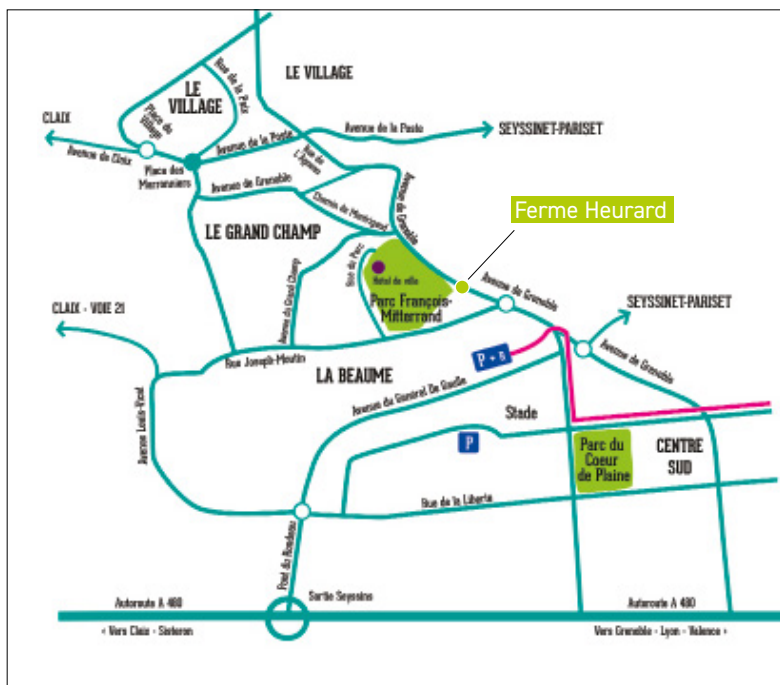 LE VILLAGE
Rue de la Paix
LE
VILLAGE
Place du
Village
CLAIX
Avenue de Claix
Avenue de la Poste
Avenue de la Poste
SEYSSINET-PARISET
Place des
Marronniers
Rue de
Avenue de Grenoble
Chemin de
Avenue de Grenoble
Ferme Heurard
LE GRAND CHAMP
Rue du Parc
Hôtel de ville
Avenue du Grand Champ
Parc François-
Mitterrand
Avenue de Grenoble
SEYSSINET-PARISET
CLAIX - VOIE 21
Rue Joseph-Moutin
P + R
Avenue de Grenoble
LA BEAUME
Avenue du Général De Gaulle
Avenue Louis-Vicat
Stade
P
Parc du
Coeur
de Plaine
CENTRE
SUD
Rue de la Liberté
Pont du Rondeau
Sortie Seyssins
Autoroute A 480
Autoroute A 480
< Vers Claix - Sisteron
Vers Grenoble - Lyon - Valence >